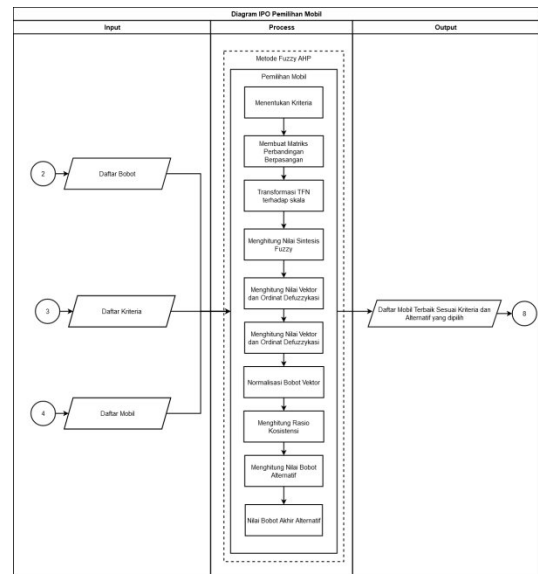 Diagram IPO Pemilihan Mobil
Input
Process
Output
Metode Fuzzy AHP
Pemilihan Mobil
Menentukan Kriteria
Membuat Matriks
Perbandingan
Berpasangan
Transformasi TFN
terhadap skala
Menghitung Nilai Sintesis
Fuzzy
Menghitung Nilai Vektor
dan Ordinat Defuzzykasi
Menghitung Nilai Vektor
dan Ordinat Defuzzykasi
Normalisasi Bobot Vektor
Menghitung Rasio
Kosistensi
Menghitung Nilai Bobot
Alternatif
Nilai Bobot Akhir Alternatif
2
Daftar Bobot
3
Daftar Kriteria
4
Daftar Mobil
Daftar Mobil Terbaik Sesuai Kriteria dan
Alternatif yang dipilih
8